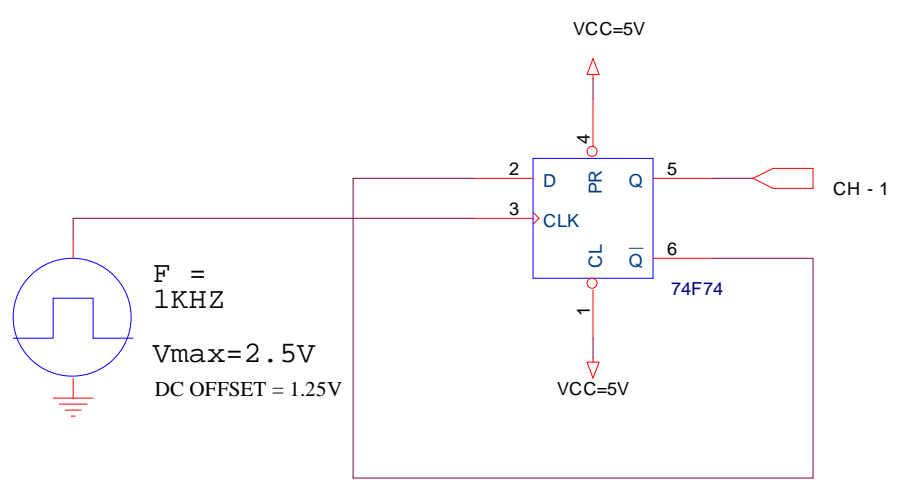 VCC=5V
4
2
D
PR
Q
5
CH - 1
3
CLK
CL
Q̅
6
74F74
1
VCC=5V
F =
1KHZ
Vmax=2.5V
DC OFFSET = 1.25V